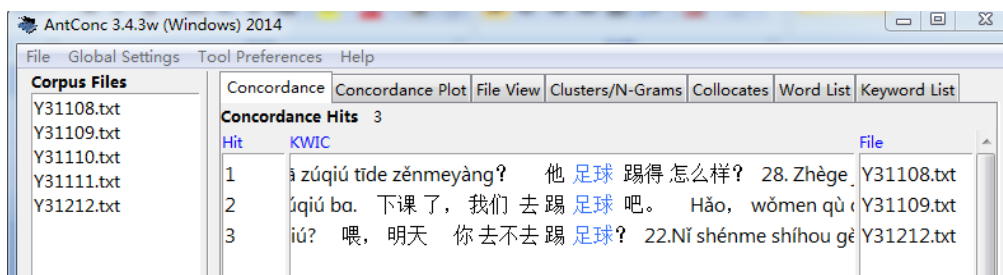 AntConc 3.4.3w (Windows) 2014
File Global Settings Tool Preferences Help
Corpus Files
Y31108.txt
Y31109.txt
Y31110.txt
Y31111.txt
Y31212.txt
Concordance Concordance Plot File View Clusters/N-Grams Collocates Word List Keyword List
Concordance Hits 3
Hit KWIC File
1 zúqiú tīde zěnmeyàng? 他 足球 踢得 怎么样? 28. Zhège Y31108.txt
2 ba. 下课 了， 我们 去 踢 足球 吧。 Hǎo, wǒmen qù Y31109.txt
3 喂， 明天 你 去不去 踢 足球? 22.Nǐ shénme shíhou Y31212.txt